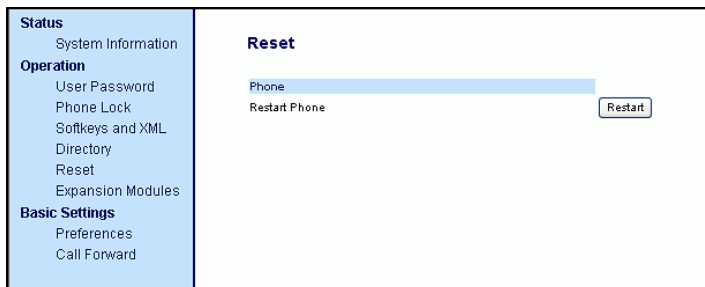 Status
System Information
Operation
User Password
Phone Lock
Softkeys and XML
Directory
Reset
Expansion Modules
Basic Settings
Preferences
Call Forward
Reset
Phone
Restart Phone Restart